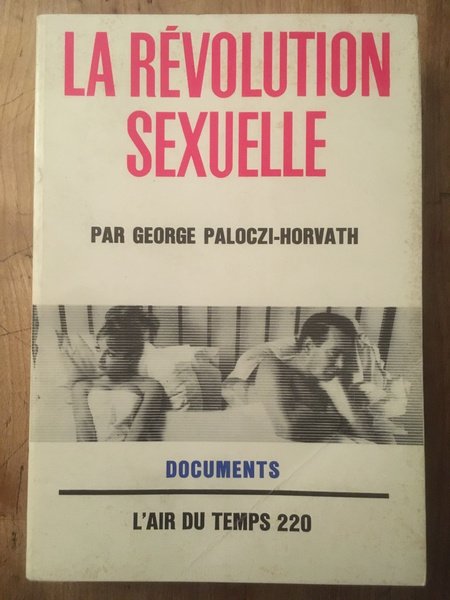 LA RÉVOLUTION
SEXUELLE
PAR GEORGE PALOCZI-HORVATH
DOCUMENTS
L'AIR DU TEMPS 220